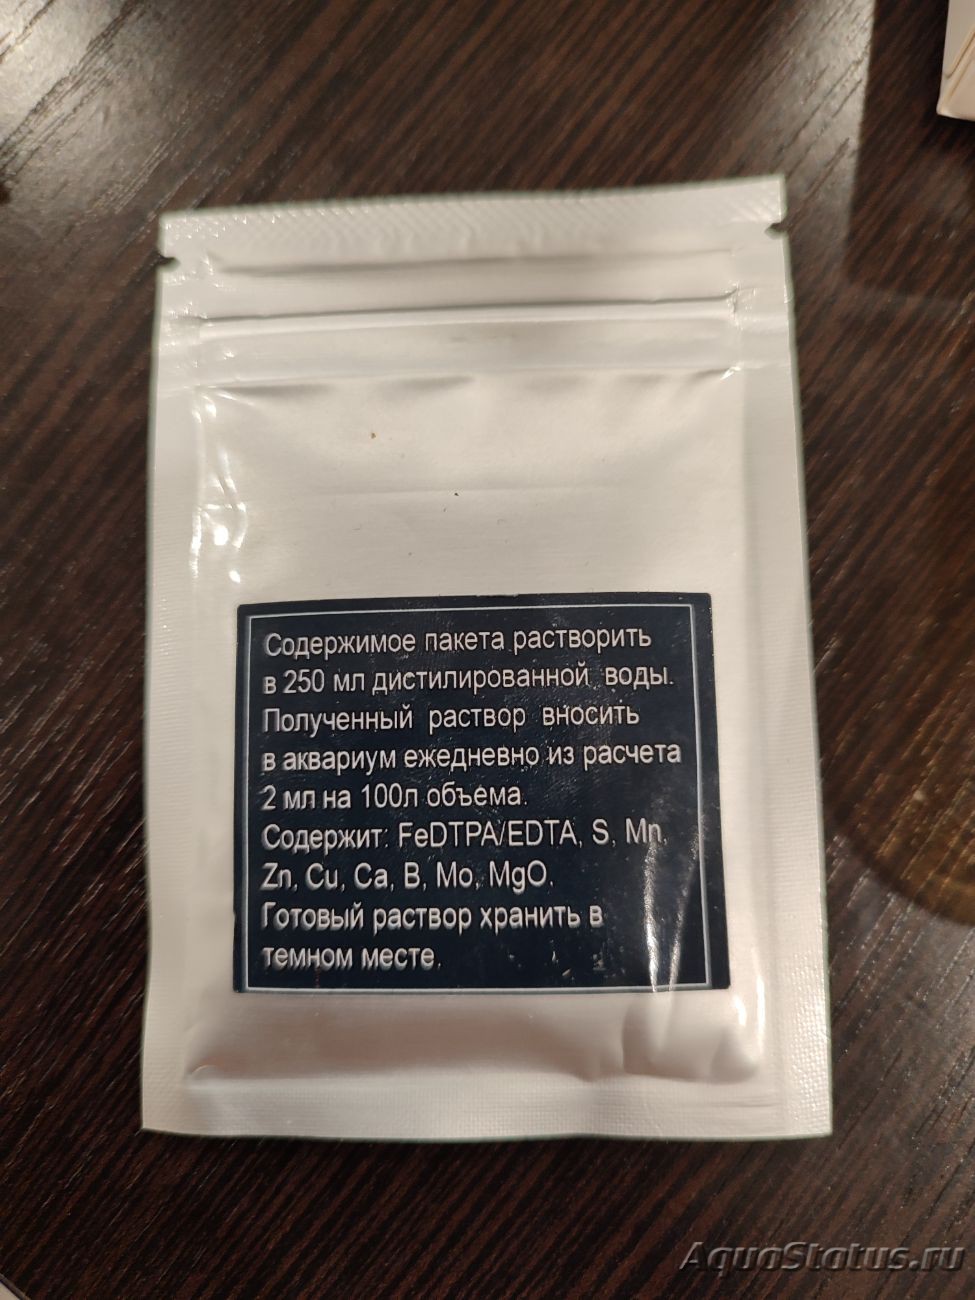 Содержимое пакета растворить
в 250 мл дистилированной воды.
Полученный раствор вносить
в аквариум ежедневно из расчета
2 мл на 100л объема.
Содержит: FeDTPA/EDTA, S, Mn,
Zn, Cu, Ca, B, Mo, MgO.
Готовый раствор хранить в
темном месте.
AquaStatus.ru